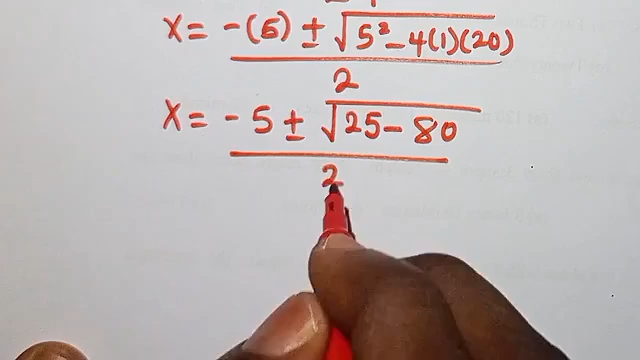 x = -(5) ± √5² - 4(1)(20)
2
x = -5 ± √25 - 80
2